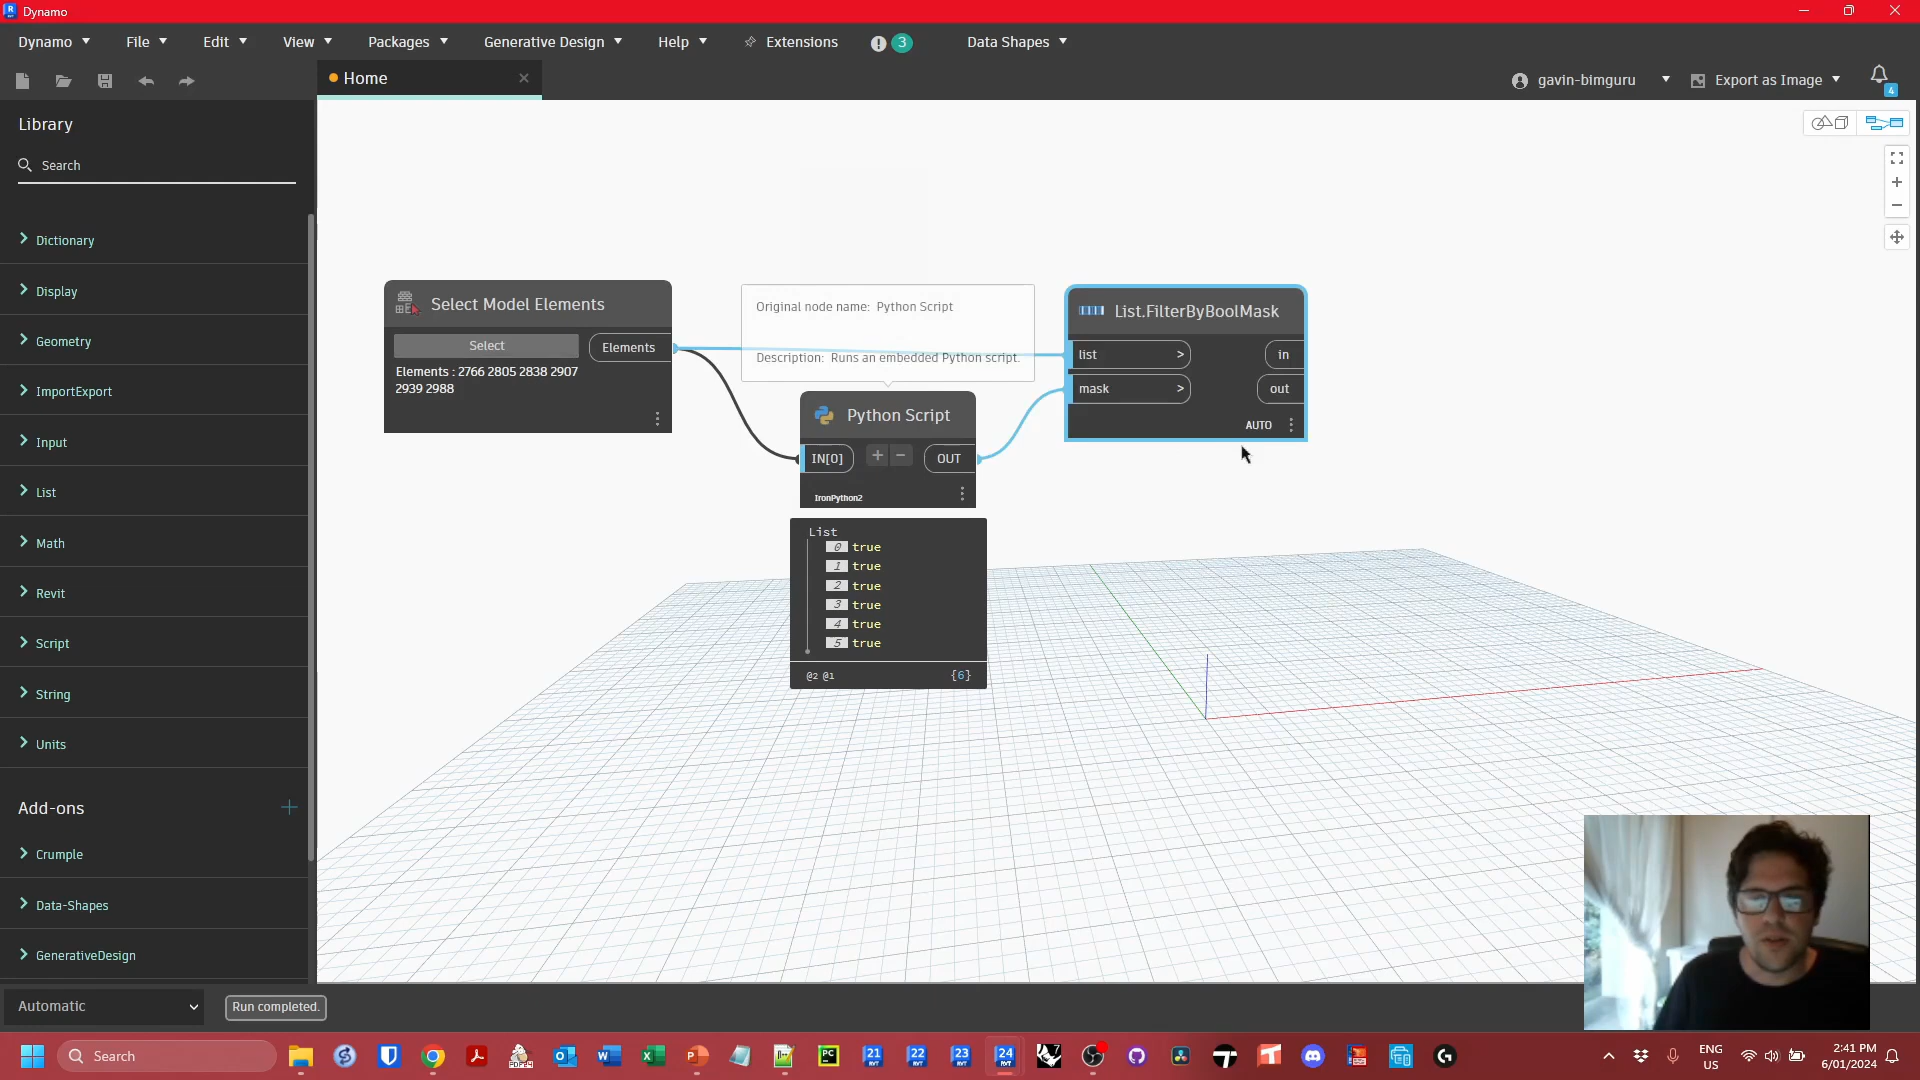 Dynamo
Dynamo File Edit View Packages Generative Design Help Extensions ! 3 Data Shapes
Home
gavin-bimguru Export as Image 4
Library
Search
Dictionary
Display
Geometry
ImportExport
Input
List
Math
Revit
Script
String
Units
Add-ons
Crumple
Data-Shapes
GenerativeDesign
Select Model Elements
Select
Elements
Elements : 2766 2805 2838 2907
2939 2988
Original node name: Python Script
Description: Runs an embedded Python script.
Python Script
IN[0] + − OUT
IronPython2
List
0 true
1 true
2 true
3 true
4 true
5 true
@2 @1 {6}
List.FilterByBoolMask
list > in
mask > out
AUTO
Automatic
Run completed.
Search
21 22 23 24
ENG
US
2:41 PM
6/01/2024